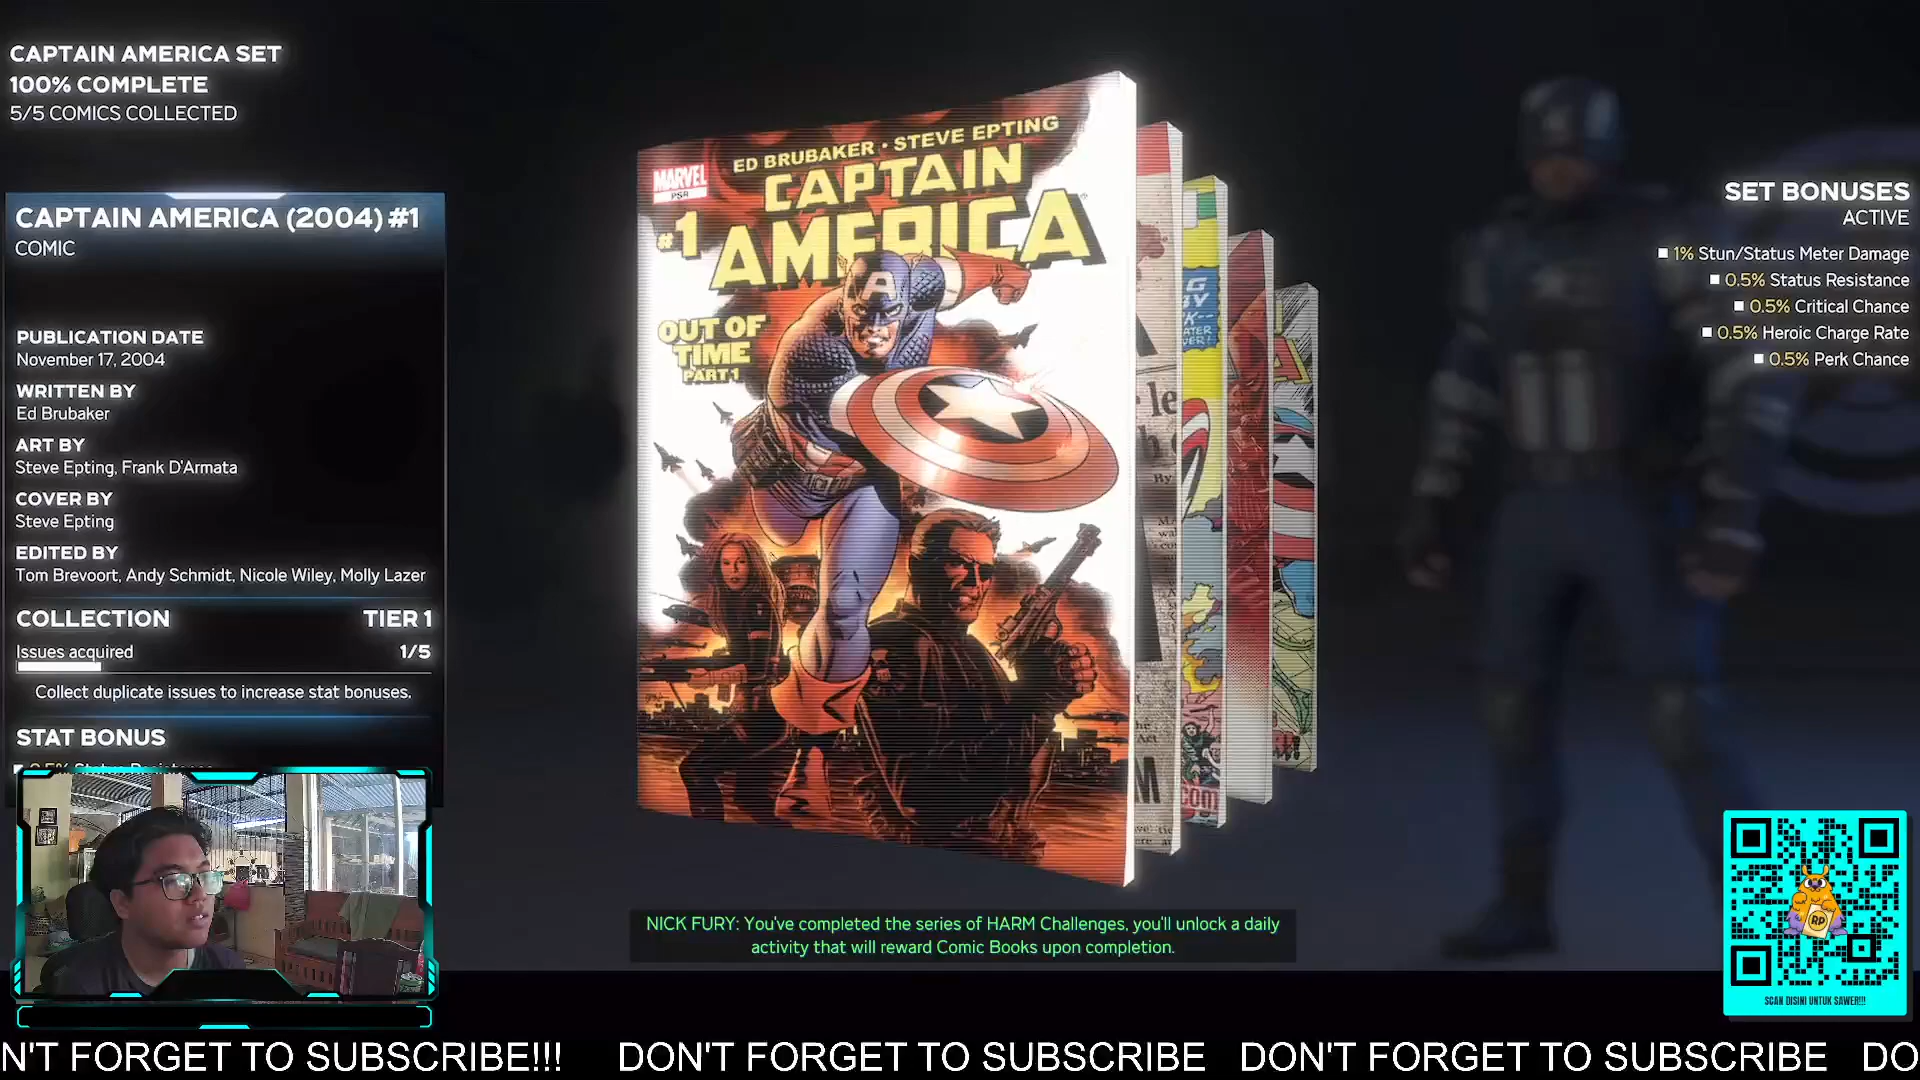 CAPTAIN AMERICA SET
100% COMPLETE
5/5 COMICS COLLECTED
CAPTAIN AMERICA (2004) #1
COMIC
PUBLICATION DATE
November 17, 2004
WRITTEN BY
Ed Brubaker
ART BY
Steve Epting, Frank D'Armata
COVER BY
Steve Epting
EDITED BY
Tom Brevoort, Andy Schmidt, Nicole Wiley, Molly Lazer
COLLECTION TIER 1
Issues acquired 1/5
Collect duplicate issues to increase stat bonuses.
STAT BONUS
0.5% Status Resistance
ED BRUBAKER • STEVE EPTING
MARVEL
PSR
CAPTAIN
#1 AMERICA
OUT OF
TIME
PART 1
A
SET BONUSES
ACTIVE
1% Stun/Status Meter Damage
0.5% Status Resistance
0.5% Critical Chance
0.5% Heroic Charge Rate
0.5% Perk Chance
NICK FURY: You've completed the series of HARM Challenges, you'll unlock a daily
activity that will reward Comic Books upon completion.
RP
SCAN DISINI UNTUK SAWER!!!
N'T FORGET TO SUBSCRIBE!!! DON'T FORGET TO SUBSCRIBE DON'T FORGET TO SUBSCRIBE DO